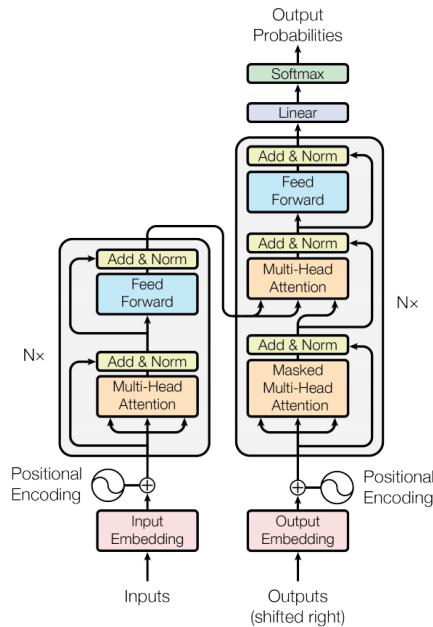 Output
Probabilities
Softmax
Linear
Add & Norm
Feed
Forward
Add & Norm
Multi-Head
Attention
Nx
Add & Norm
Masked
Multi-Head
Attention
Add & Norm
Feed
Forward
Nx
Add & Norm
Multi-Head
Attention
Positional
Encoding
Positional
Encoding
Input
Embedding
Output
Embedding
Inputs
Outputs
(shifted right)